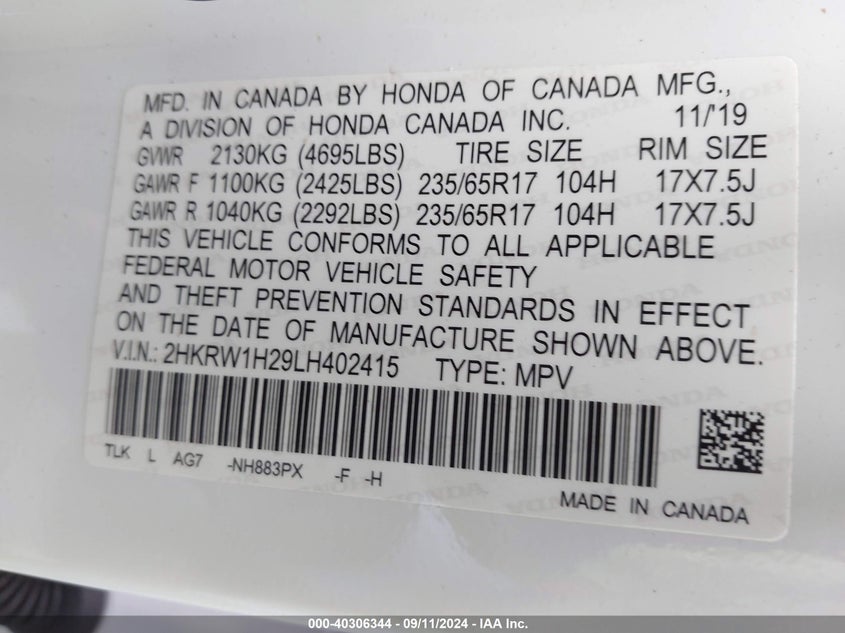 MFD. IN CANADA BY HONDA OF CANADA MFG.,
A DIVISION OF HONDA CANADA INC. 11/'19
GVWR 2130KG (4695LBS) TIRE SIZE RIM SIZE
GAWR F 1100KG (2425LBS) 235/65R17 104H 17X7.5J
GAWR R 1040KG (2292LBS) 235/65R17 104H 17X7.5J
THIS VEHICLE CONFORMS TO ALL APPLICABLE
FEDERAL MOTOR VEHICLE SAFETY
AND THEFT PREVENTION STANDARDS IN EFFECT
ON THE DATE OF MANUFACTURE SHOWN ABOVE.
V.I.N.: 2HKRW1H29LH402415 TYPE: MPV
TLK L AG7 -NH883PX -F -H
MADE IN CANADA
000-40306344 - 09/11/2024 - IAA Inc.